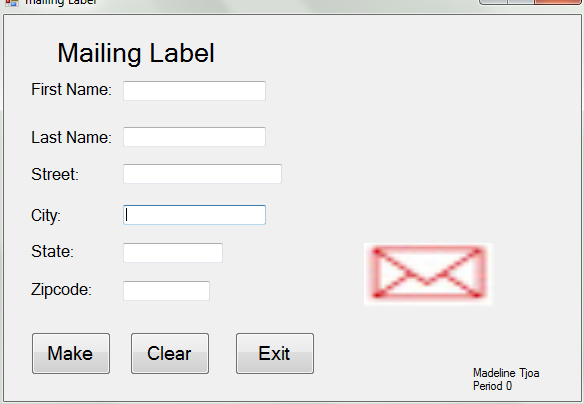 Mailing Label
Mailing Label
First Name:
Last Name:
Street:
City:
State:
Zipcode:
Make Clear Exit
Madeline Tjoa
Period 0